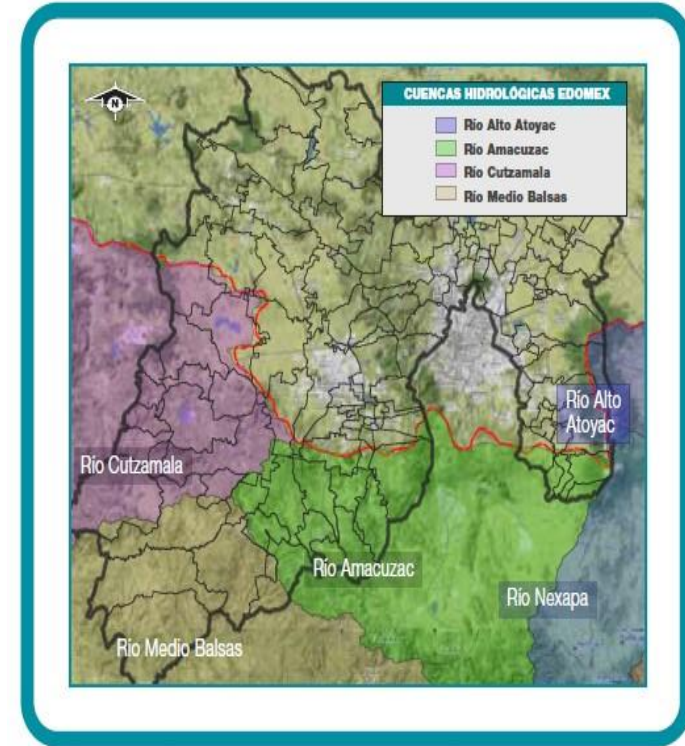 N
CUENCAS HIDROLÓGICAS EDOMEX
Río Alto Atoyac
Río Amacuzac
Río Cutzamala
Río Medio Balsas
Río Alto
Atoyac
Río Cutzamala
Río Amacuzac
Río Nexapa
Río Medio Balsas